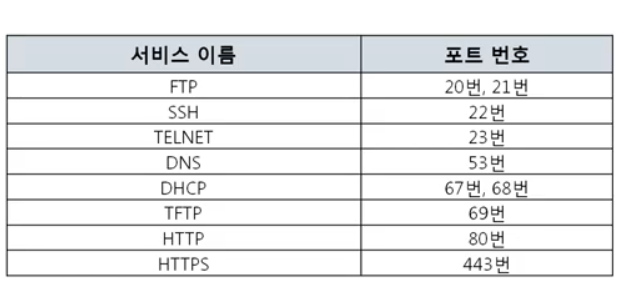 서비스 이름 포트 번호
FTP 20번, 21번
SSH 22번
TELNET 23번
DNS 53번
DHCP 67번, 68번
TFTP 69번
HTTP 80번
HTTPS 443번